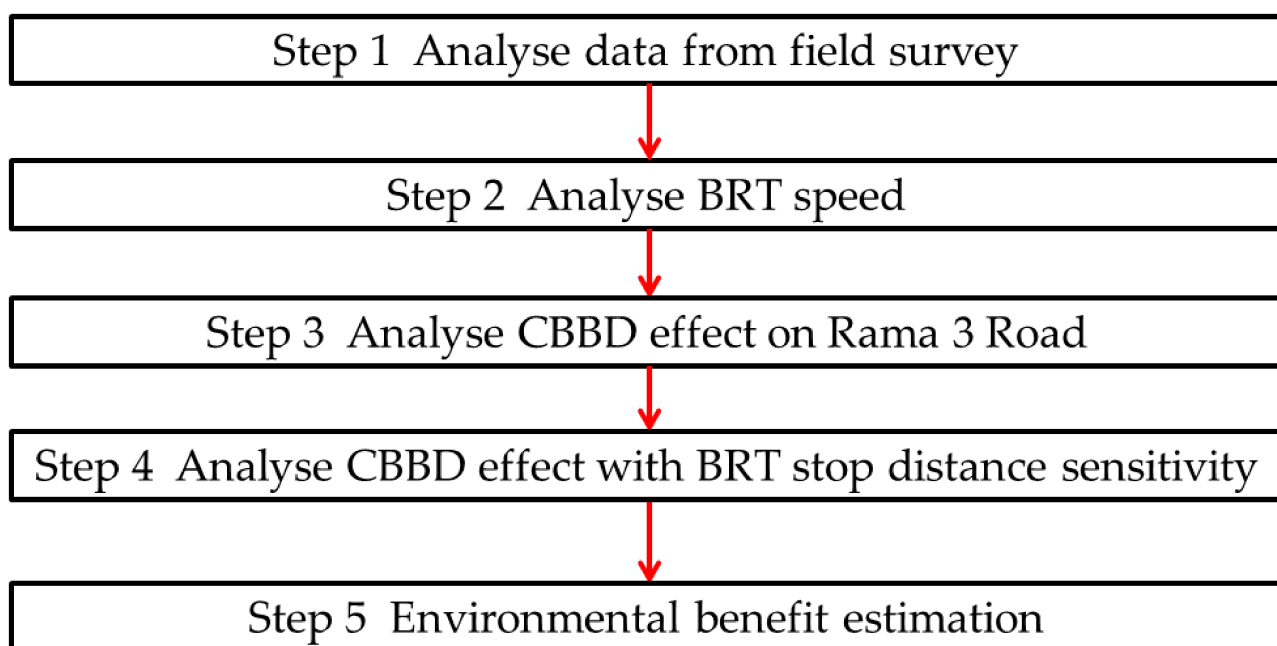 Step 1  Analyse data from field survey
Step 2  Analyse BRT speed
Step 3  Analyse CBBD effect on Rama 3 Road
Step 4  Analyse CBBD effect with BRT stop distance sensitivity
Step 5  Environmental benefit estimation